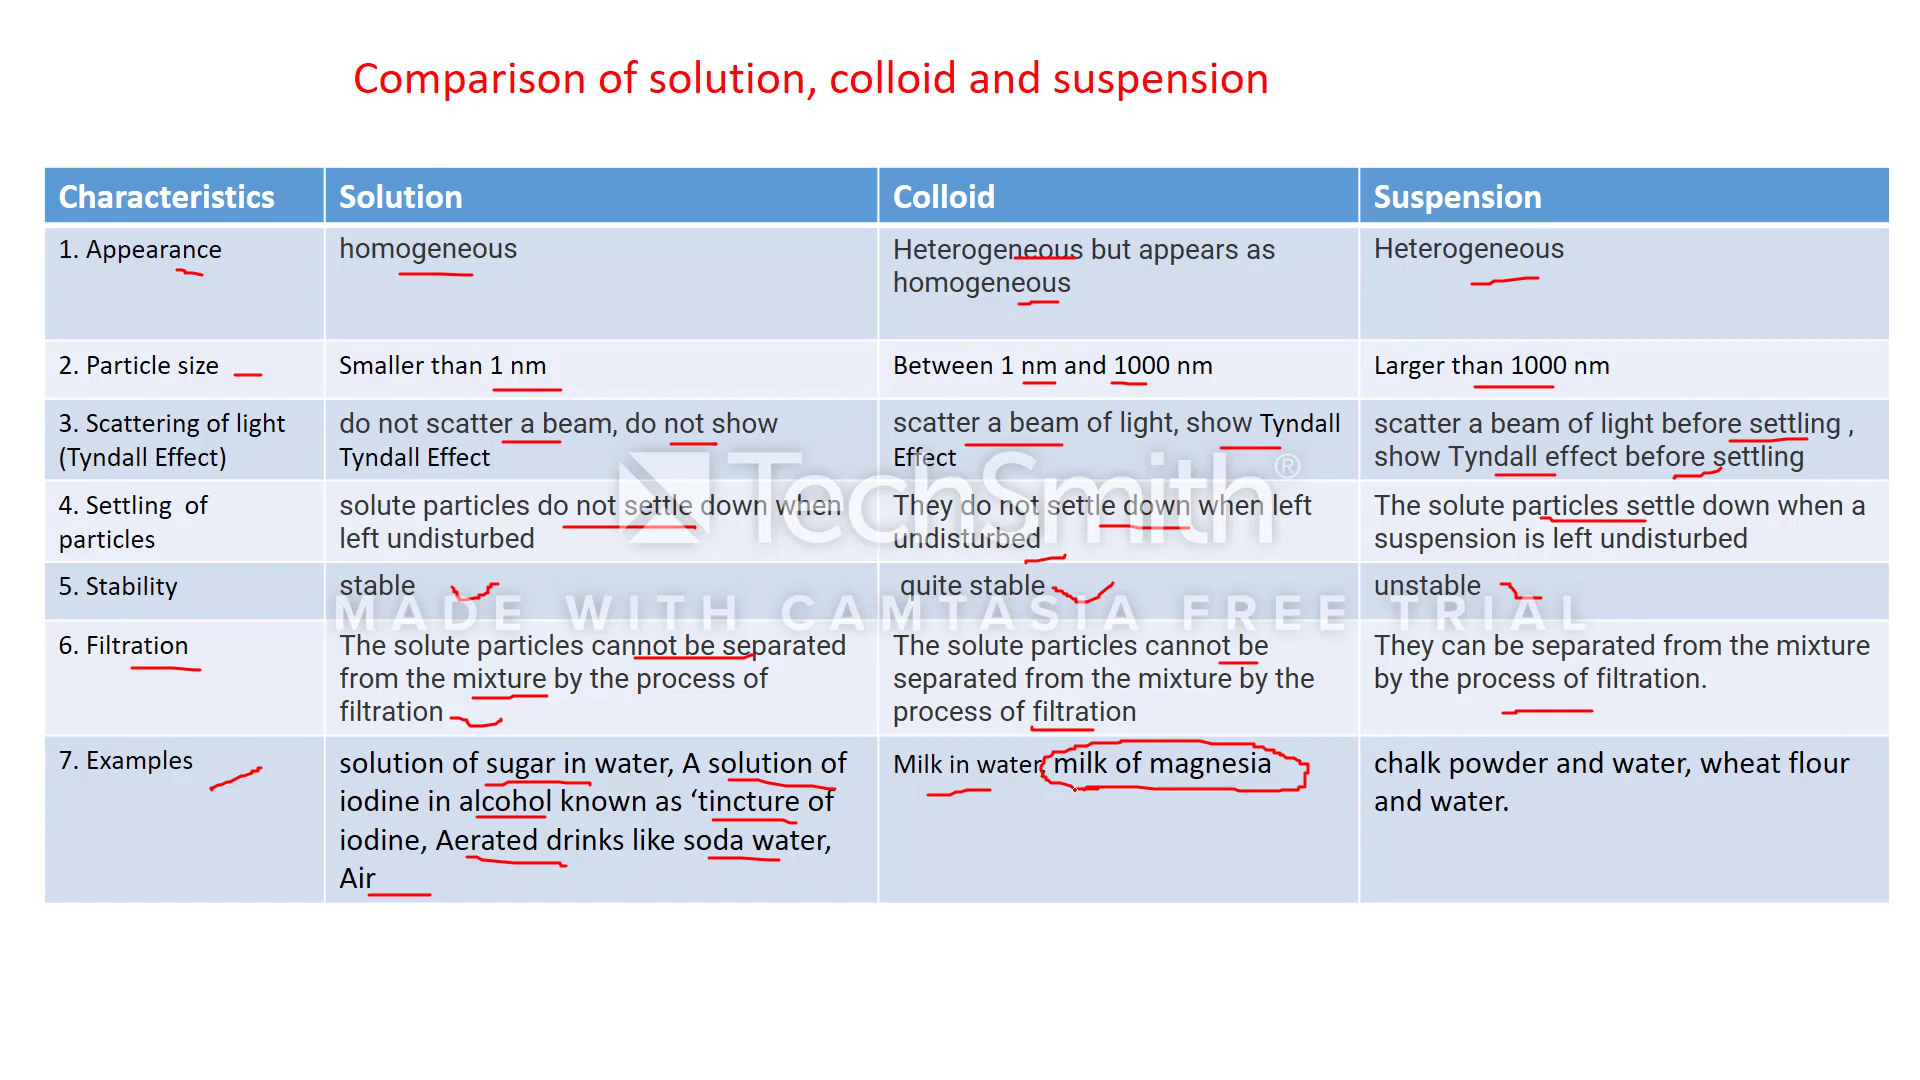 Comparison of solution, colloid and suspension
Characteristics
Solution
Colloid
Suspension
1. Appearance
homogeneous
Heterogeneous but appears as
homogeneous
Heterogeneous
2. Particle size
Smaller than 1 nm
Between 1 nm and 1000 nm
Larger than 1000 nm
3. Scattering of light
(Tyndall Effect)
do not scatter a beam, do not show
Tyndall Effect
scatter a beam of light, show Tyndall
Effect
scatter a beam of light before settling ,
show Tyndall effect before settling
4. Settling of
particles
solute particles do not settle down when
left undisturbed
They do not settle down when left
undisturbed
The solute particles settle down when a
suspension is left undisturbed
TechSmith®
5. Stability
stable
quite stable
unstable
MADE WITH CAMTASIA FREE TRIAL
6. Filtration
The solute particles cannot be separated
from the mixture by the process of
filtration
The solute particles cannot be
separated from the mixture by the
process of filtration
They can be separated from the mixture
by the process of filtration.
7. Examples
solution of sugar in water, A solution of
iodine in alcohol known as ‘tincture of
iodine, Aerated drinks like soda water,
Air
Milk in water milk of magnesia
chalk powder and water, wheat flour
and water.